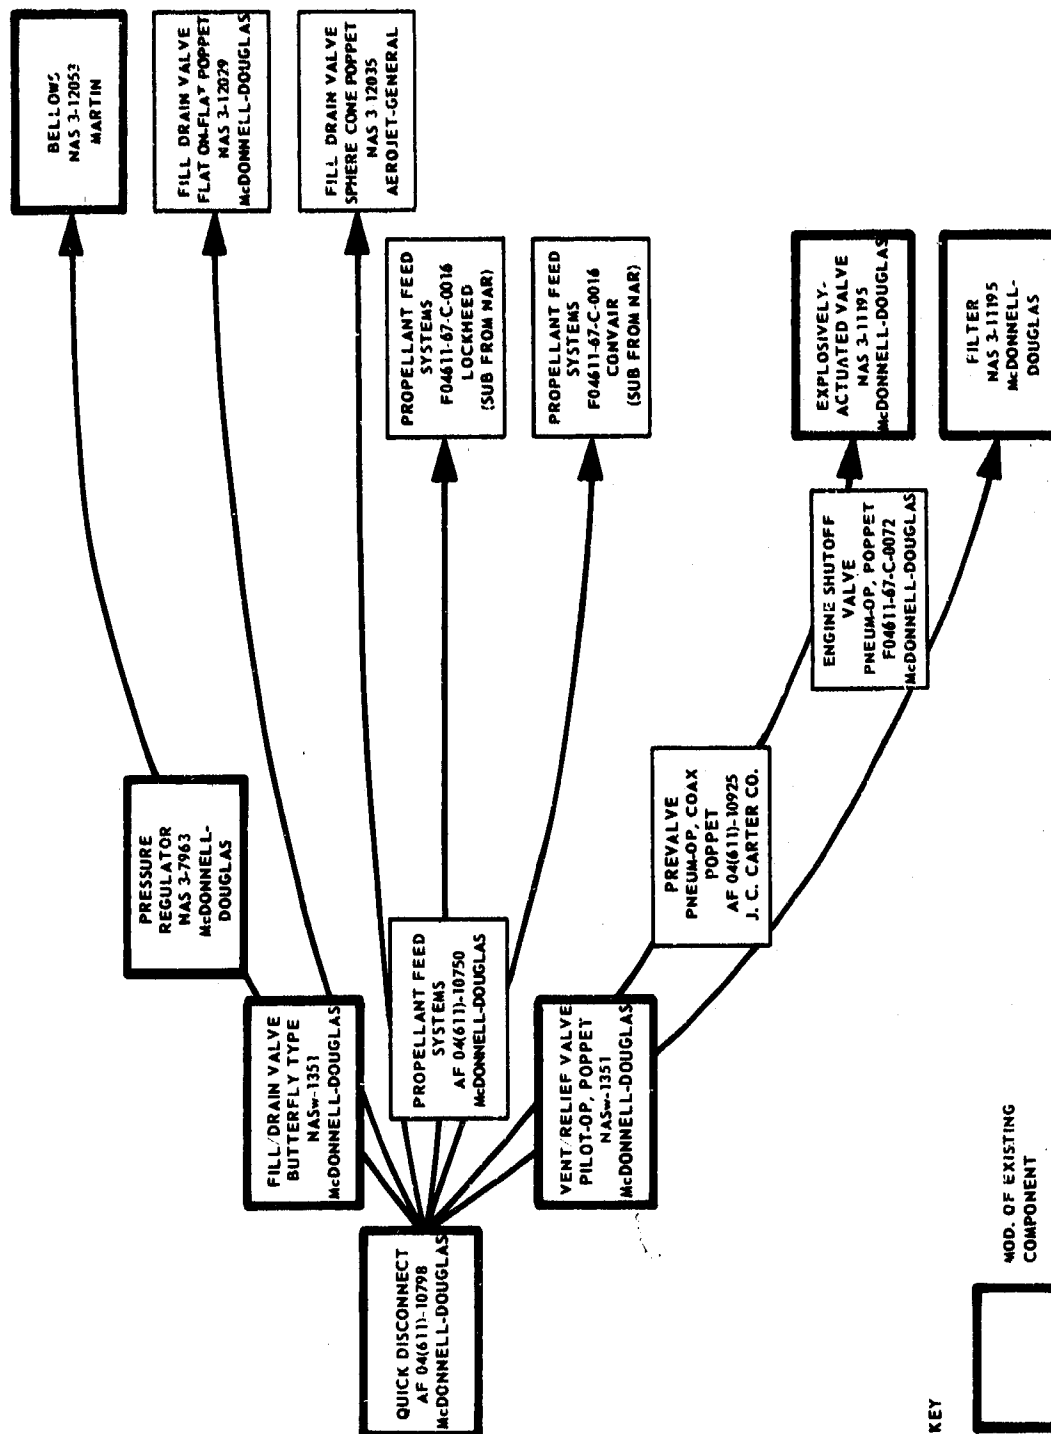 BELLOWS
NAS 3-12053
MARTIN
FILL DRAIN VALVE
FLAT ON-FLAT POPPET
NAS 3-12029
McDONNELL-DOUGLAS
FILL DRAIN VALVE
SPHERE CONE POPPET
NAS 3 12035
AEROJET-GENERAL
PROPELLANT FEED
SYSTEMS
F04611-67-C-0016
LOCKHEED
(SUB FROM NAR)
PROPELLANT FEED
SYSTEMS
F04611-67-C-0016
CONVAIR
(SUB FROM NAR)
EXPLOSIVELY-
ACTUATED VALVE
NAS 3-11195
McDONNELL-DOUGLAS
FILTER
NAS 3-11195
McDONNELL-
DOUGLAS
ENGINE SHUTOFF
VALVE
PNEUM-OP, POPPET
F04611-67-C-0072
McDONNELL-DOUGLAS
PRESSURE
REGULATOR
NAS 3-7963
McDONNELL-
DOUGLAS
PREVALVE
PNEUM-OP, COAX
POPPET
AF 04(611)-10925
J. C. CARTER CO.
FILL/DRAIN VALVE
BUTTERFLY TYPE
NASw-1351
McDONNELL-DOUGLAS
PROPELLANT FEED
SYSTEMS
AF 04(611)-10750
McDONNELL-DOUGLAS
VENT/RELIEF VALVE
PILOT-OP, POPPET
NASw-1351
McDONNELL-DOUGLAS
QUICK DISCONNECT
AF 04(611)-10798
McDONNELL-DOUGLAS
KEY
MOD. OF EXISTING
COMPONENT